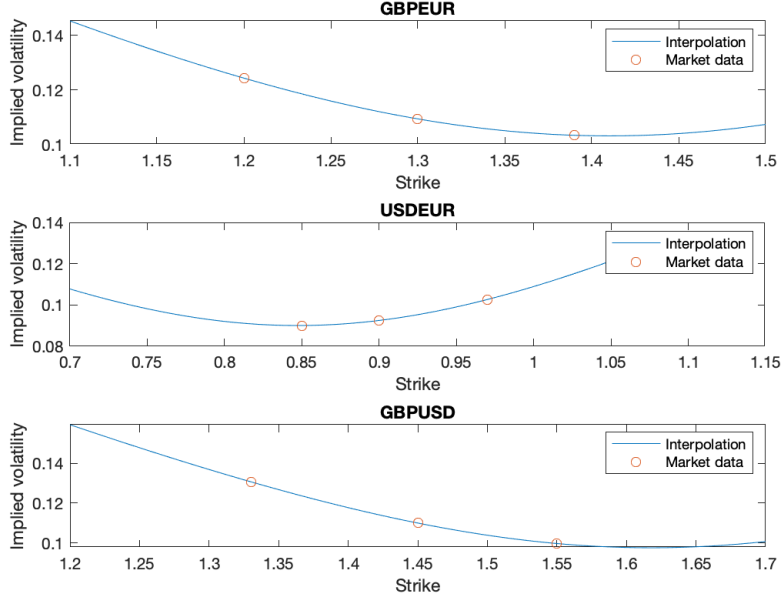 GBPEUR
0.14
0.12
0.1
Implied volatility
Interpolation
Market data
1.1 1.15 1.2 1.25 1.3 1.35 1.4 1.45 1.5
Strike
USDEUR
0.14
0.12
0.1
0.08
Implied volatility
Interpolation
Market data
0.7 0.75 0.8 0.85 0.9 0.95 1 1.05 1.1 1.15
Strike
GBPUSD
0.14
0.12
0.1
Implied volatility
Interpolation
Market data
1.2 1.25 1.3 1.35 1.4 1.45 1.5 1.55 1.6 1.65 1.7
Strike